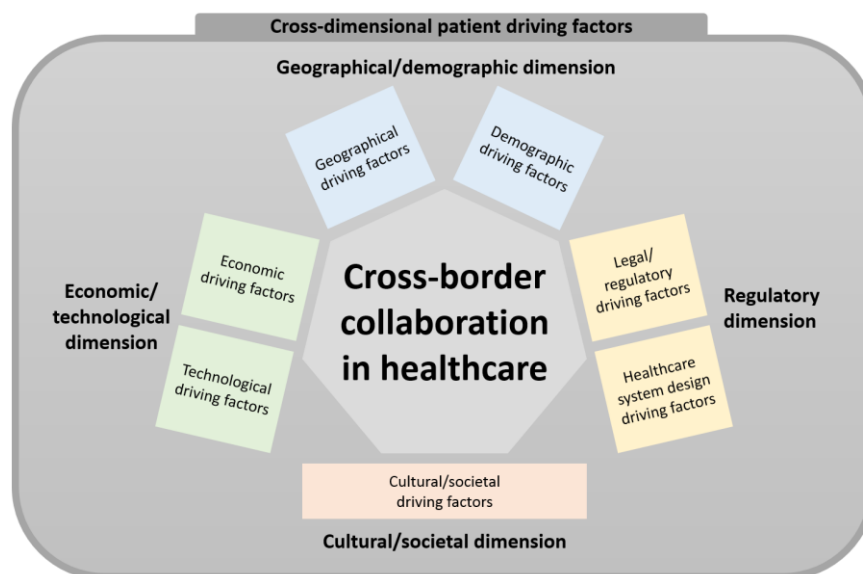 Cross-dimensional patient driving factors
Geographical/demographic dimension
Geographical
driving factors
Demographic
driving factors
Economic
driving factors
Legal/
regulatory
driving factors
Economic/
technological
dimension
Cross-border
collaboration
in healthcare
Regulatory
dimension
Technological
driving factors
Healthcare
system design
driving factors
Cultural/societal
driving factors
Cultural/societal dimension